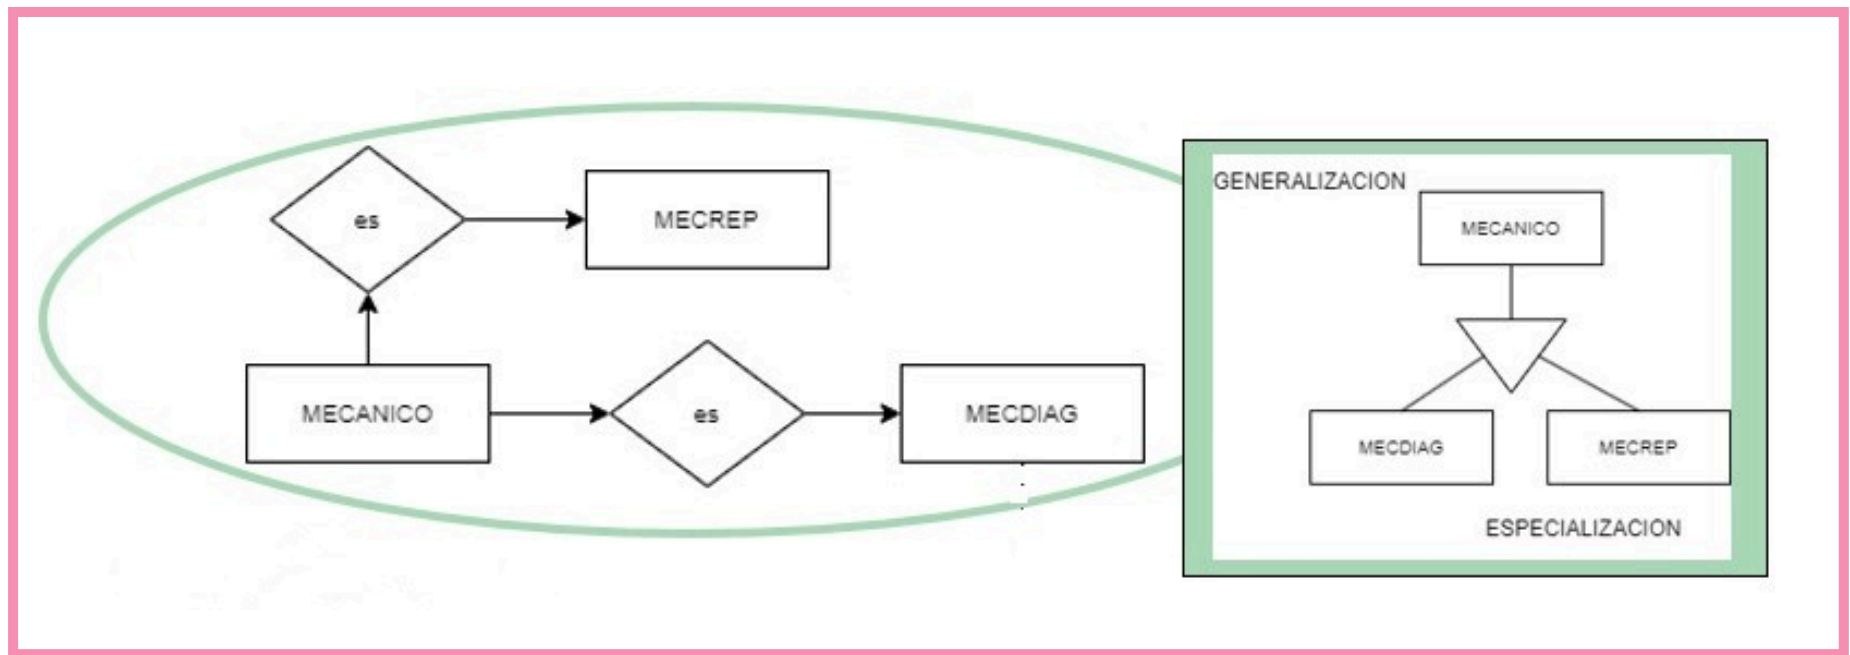 es
MECREP
MECANICO
es
MECDIAG
GENERALIZACION
MECANICO
MECDIAG
MECREP
ESPECIALIZACION